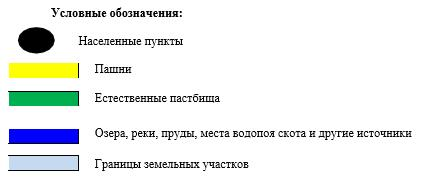 Условные обозначения:
Населенные пункты
Пашни
Естественные пастбища
Озера, реки, пруды, места водопоя скота и другие источники
Границы земельных участков